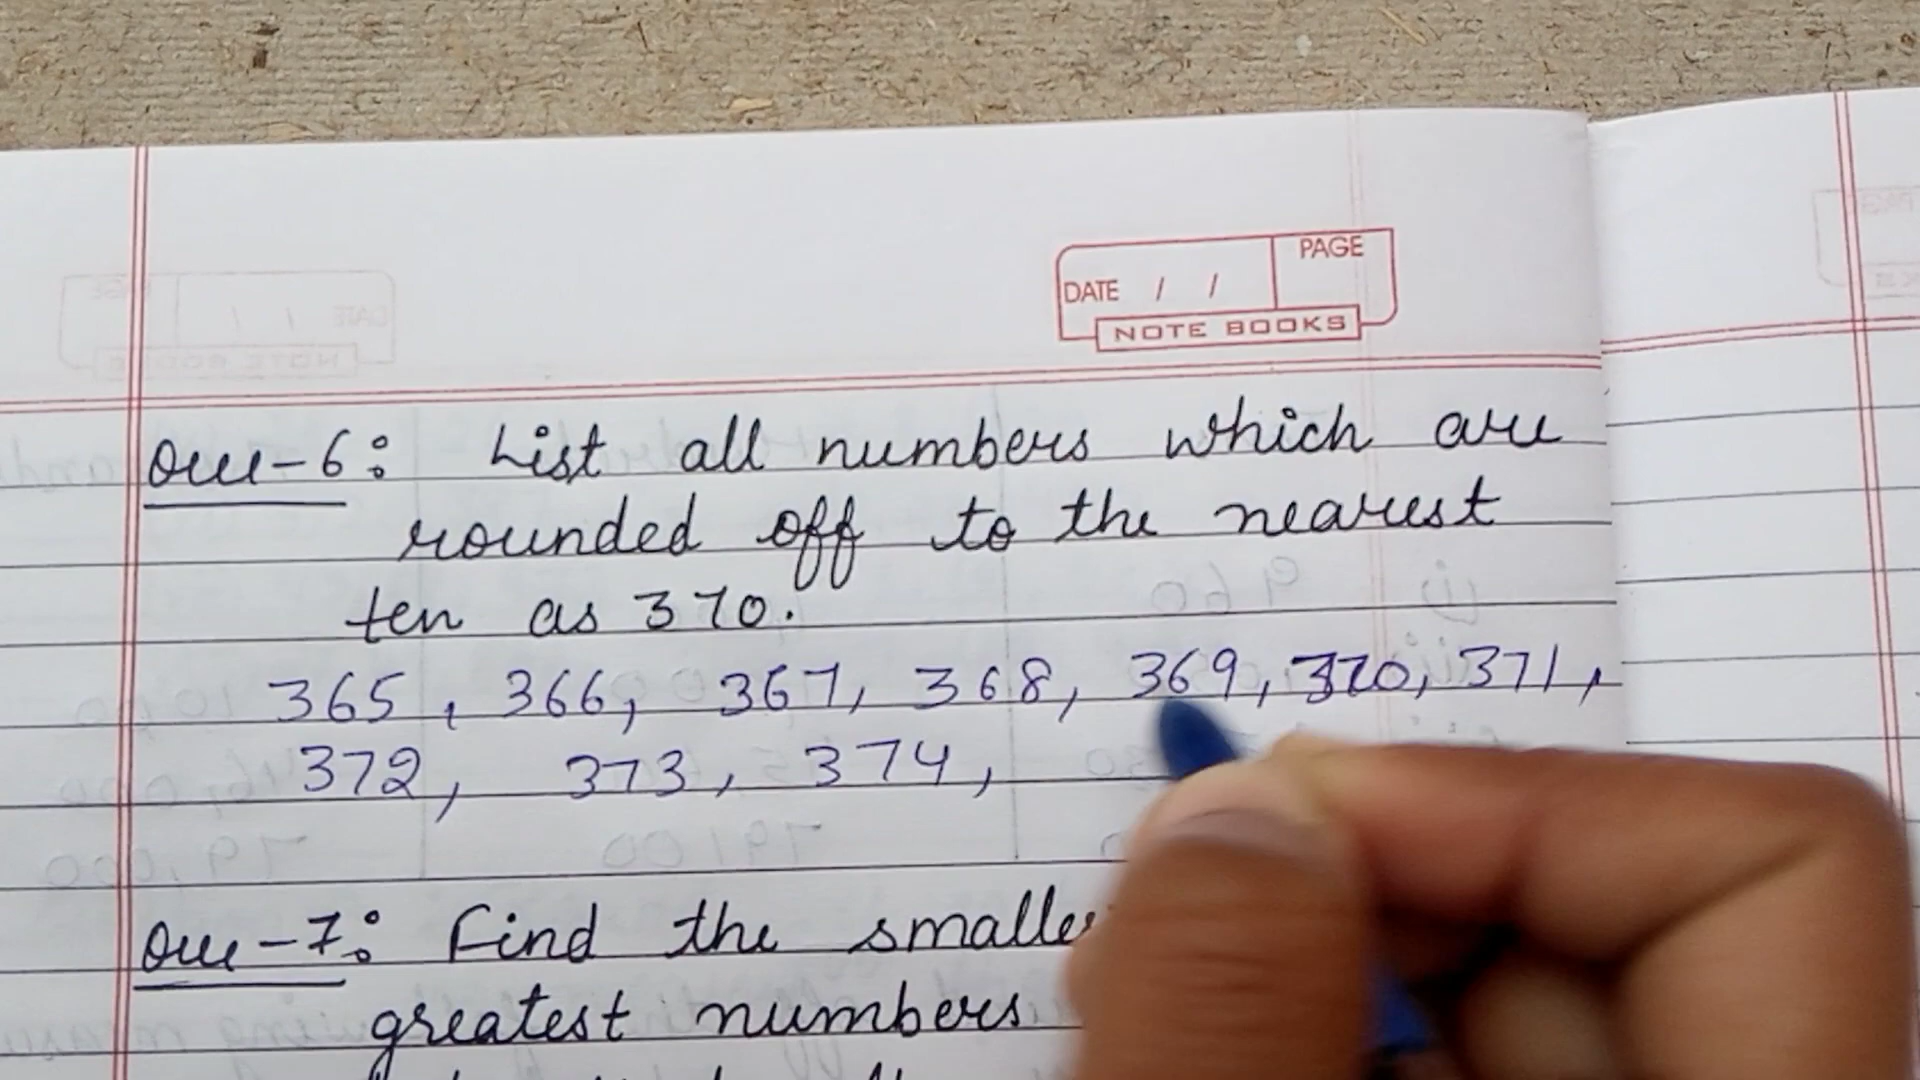 PAGE
DATE / /
NOTE BOOKS
Que-6: List all numbers which are
rounded off to the nearest
ten as 370.
365, 366, 367, 368, 369, 370, 371,
372, 373, 374,
Que-7: Find the
greatest numbers